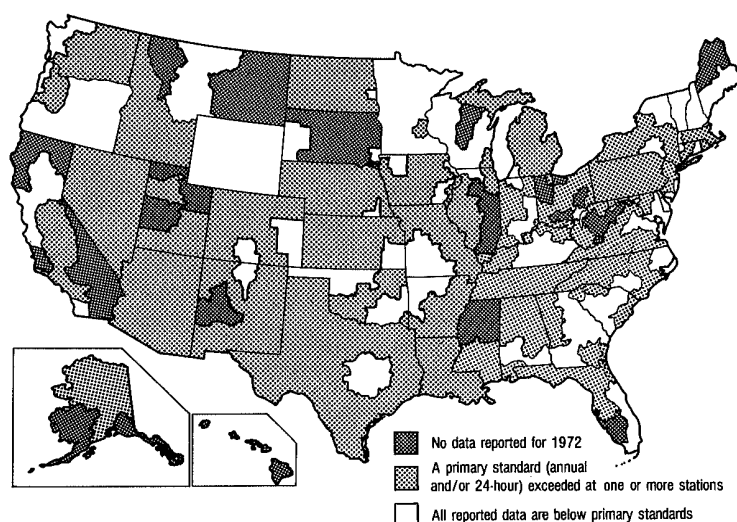 No data reported for 1972
A primary standard (annual
and/or 24-hour) exceeded at one or more stations
All reported data are below primary standards